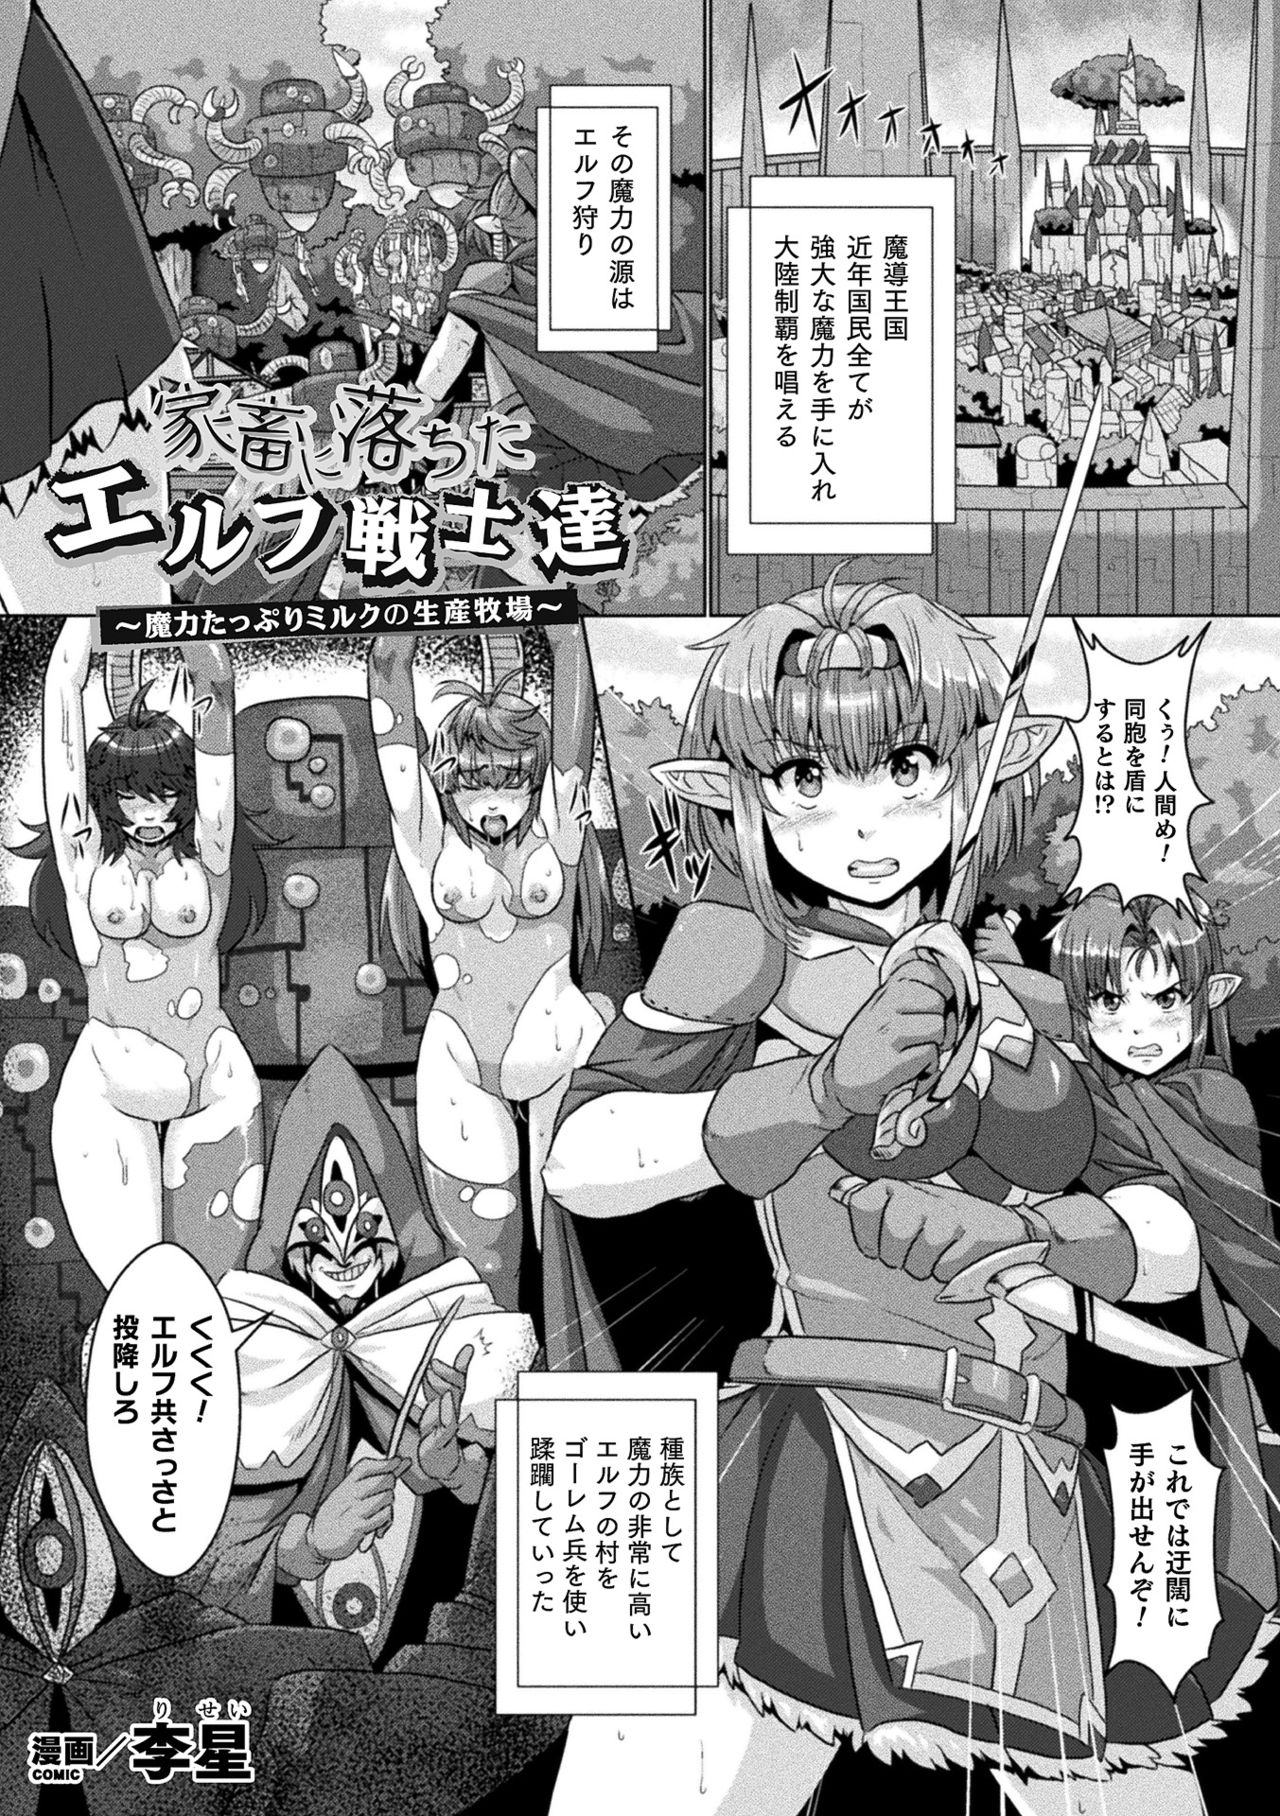 オオオオオオ
魔導王国
近年国民全てが
強大な魔力を手に入れ
大陸制覇を唱える
その魔力の源は
エルフ狩り
家畜に落ちた
エルフ戦士達
～魔力たっぷりミルクの生産牧場～
くぅ！人間め！
同胞を盾に
するとは!?
これでは迂闊に
手が出せんぞ！
種族として
魔力の非常に高い
エルフの村を
ゴーレム兵を使い
蹂躙していった
くくく！
エルフ共さっさと
投降しろ
漫画／李星
りせい
COMIC